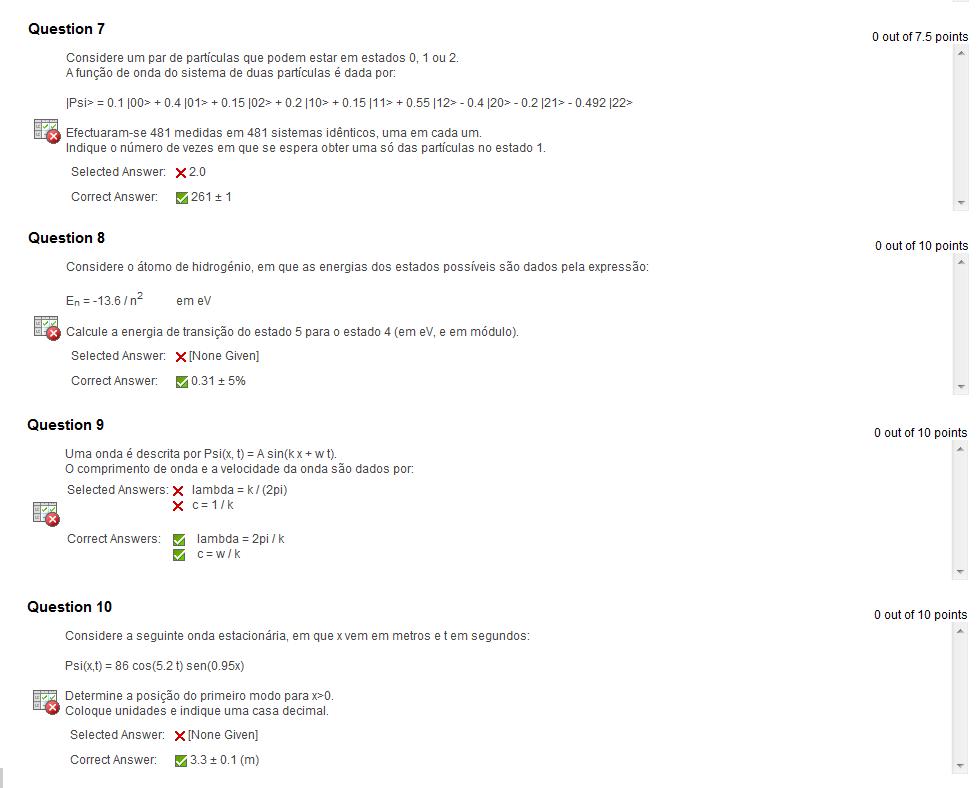 Question 7
0 out of 7.5 points
Considere um par de partículas que podem estar em estados 0, 1 ou 2.
A função de onda do sistema de duas partículas é dada por:
|Psi> = 0.1 |00> + 0.4 |01> + 0.15 |02> + 0.2 |10> + 0.15 |11> + 0.55 |12> - 0.4 |20> - 0.2 |21> - 0.492 |22>
Efectuaram-se 481 medidas em 481 sistemas idênticos, uma em cada um.
Indique o número de vezes em que se espera obter uma só das partículas no estado 1.
Selected Answer: 2.0
Correct Answer: 261 ± 1
Question 8
0 out of 10 points
Considere o átomo de hidrogénio, em que as energias dos estados possíveis são dados pela expressão:
Eₙ = -13.6 / n² em eV
Calcule a energia de transição do estado 5 para o estado 4 (em eV, e em módulo).
Selected Answer: [None Given]
Correct Answer: 0.31 ± 5%
Question 9
0 out of 10 points
Uma onda é descrita por Psi(x, t) = A sin(k x + w t).
O comprimento de onda e a velocidade da onda são dados por:
Selected Answers: lambda = k / (2pi)
c = 1 / k
Correct Answers: lambda = 2pi / k
c = w / k
Question 10
0 out of 10 points
Considere a seguinte onda estacionária, em que x vem em metros e t em segundos:
Psi(x,t) = 86 cos(5.2 t) sen(0.95x)
Determine a posição do primeiro modo para x>0.
Coloque unidades e indique uma casa decimal.
Selected Answer: [None Given]
Correct Answer: 3.3 ± 0.1 (m)